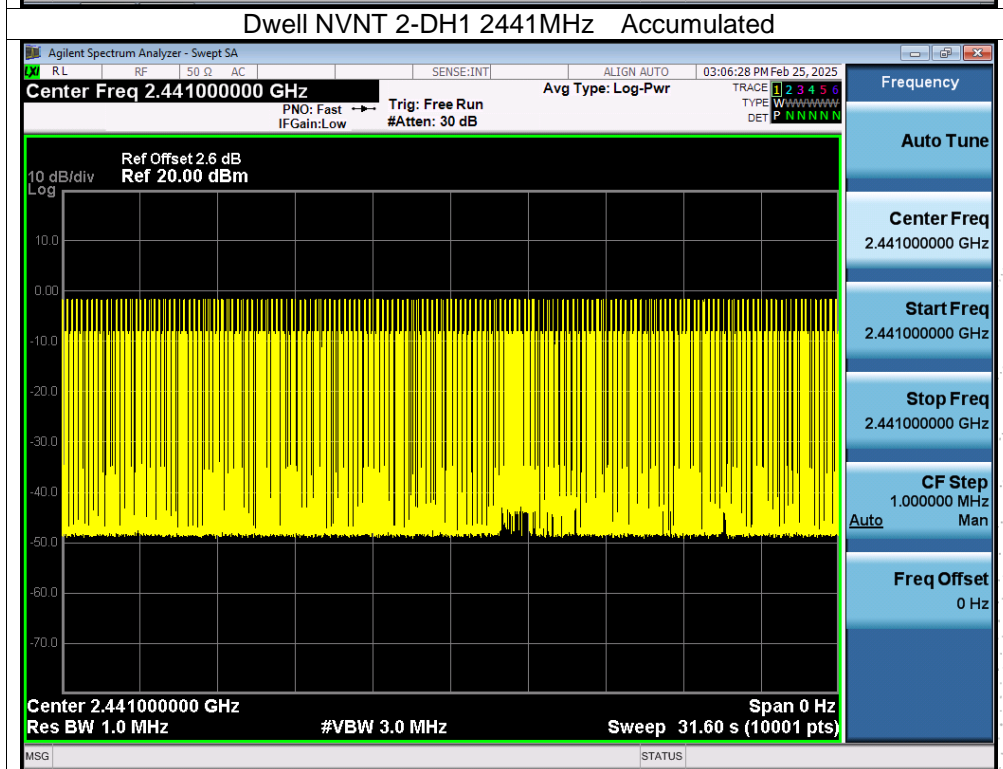 Dwell NVNT 2-DH1 2441MHz Accumulated
Agilent Spectrum Analyzer - Swept SA
LXI RL RF 50 Ω AC SENSE:INT ALIGN AUTO 03:06:28 PM Feb 25, 2025
Center Freq 2.441000000 GHz
PNO: Fast
IFGain:Low
Trig: Free Run
#Atten: 30 dB
Avg Type: Log-Pwr
TRACE 1 2 3 4 5 6
TYPE WWWWWWW
DET P N N N N N
Ref Offset 2.6 dB
10 dB/div Ref 20.00 dBm
Log
10.0
0.00
-10.0
-20.0
-30.0
-40.0
-50.0
-60.0
-70.0
Center 2.441000000 GHz Span 0 Hz
Res BW 1.0 MHz #VBW 3.0 MHz Sweep 31.60 s (10001 pts)
MSG STATUS
Frequency
Auto Tune
Center Freq
2.441000000 GHz
Start Freq
2.441000000 GHz
Stop Freq
2.441000000 GHz
CF Step
1.000000 MHz
Auto Man
Freq Offset
0 Hz